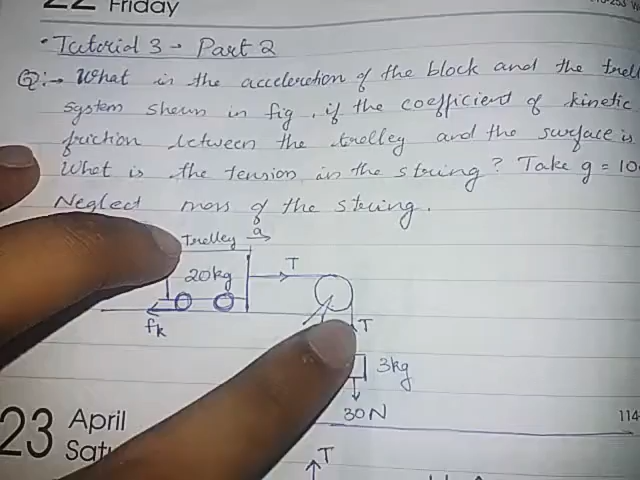 22 Friday
• Tutorial 3 → Part 2
Q:→ What is the acceleration of the block and the
system shown in fig, if the coefficient of kinetic
friction between the trolley and the surface is
What is the tension in the string? Take g = 10
Neglect mass of the string.
Trolley a
20kg
T
fk
T
3kg
30N
23 April
114
T